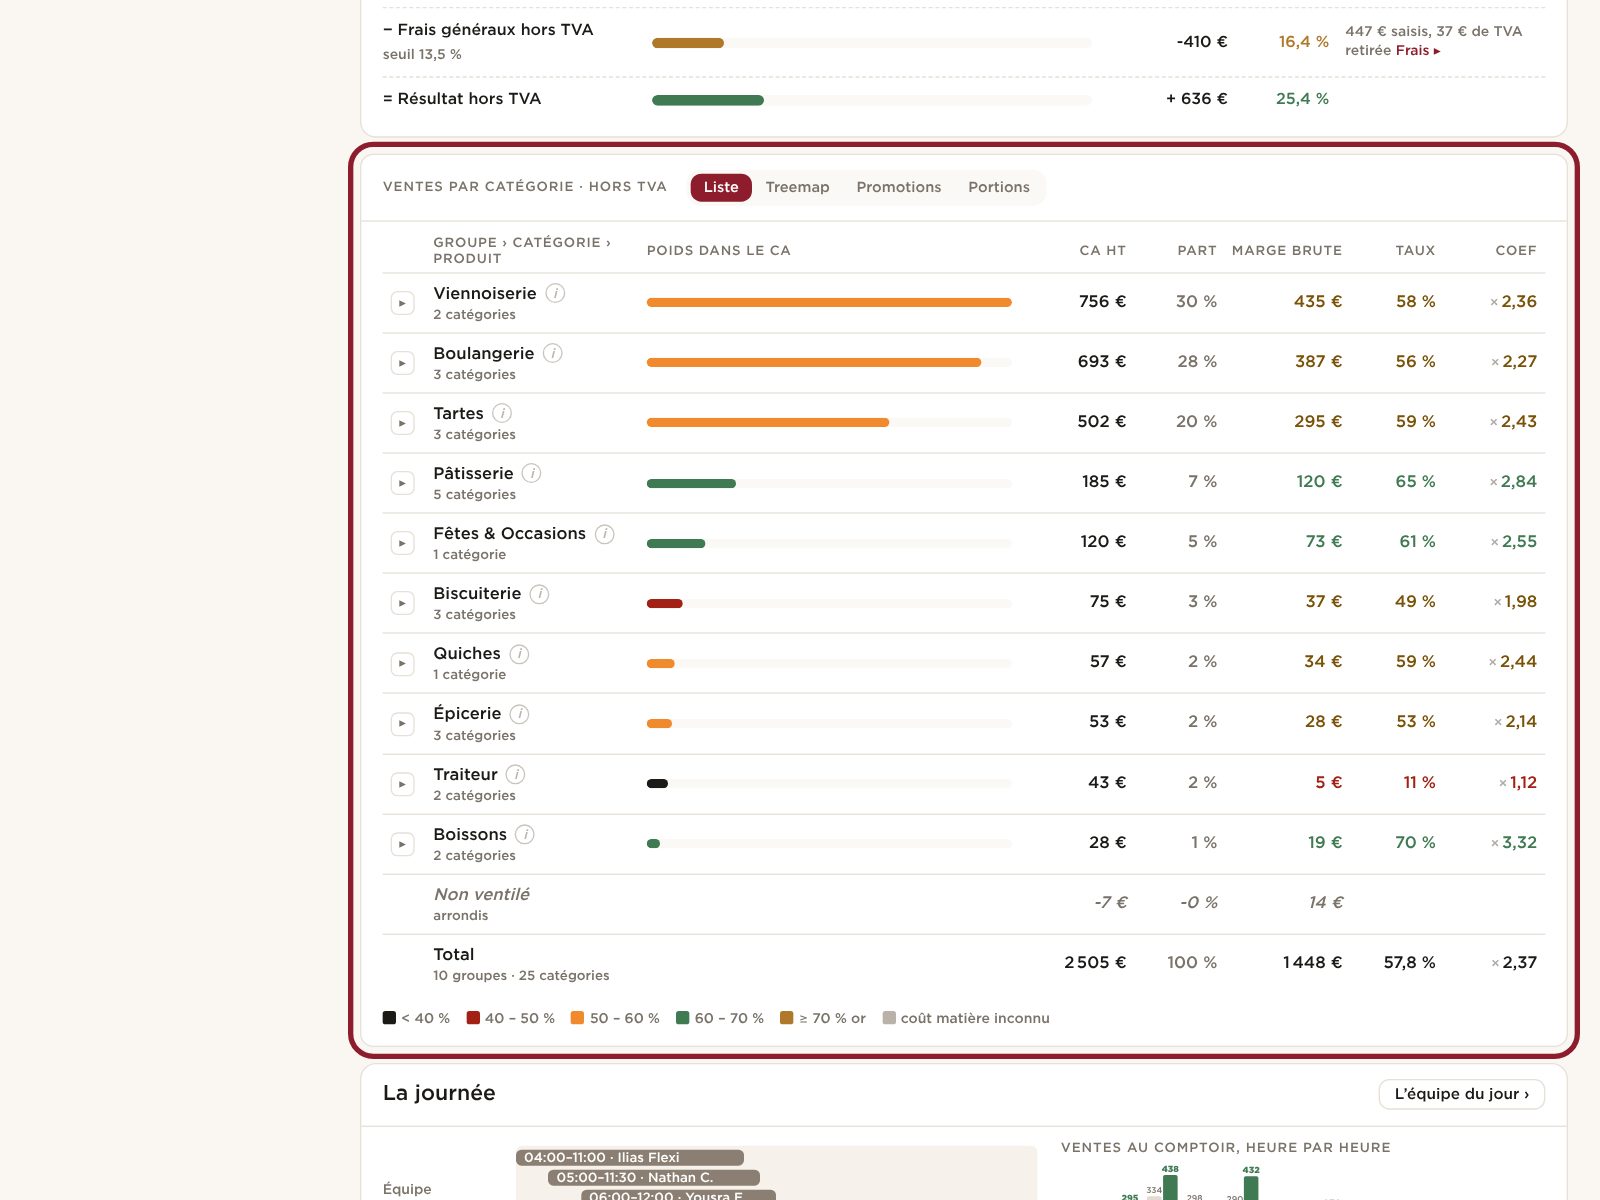 − Frais généraux hors TVA
seuil 13,5 %
-410 €
16,4 %
447 € saisis, 37 € de TVA
retirée Frais ▸
= Résultat hors TVA
+ 636 €
25,4 %
VENTES PAR CATÉGORIE · HORS TVA
Liste
Treemap
Promotions
Portions
GROUPE › CATÉGORIE ›
PRODUIT
POIDS DANS LE CA
CA HT
PART
MARGE BRUTE
TAUX
COEF
Viennoiserie i
2 catégories
756 €
30 %
435 €
58 %
×2,36
Boulangerie i
3 catégories
693 €
28 %
387 €
56 %
×2,27
Tartes i
3 catégories
502 €
20 %
295 €
59 %
×2,43
Pâtisserie i
5 catégories
185 €
7 %
120 €
65 %
×2,84
Fêtes & Occasions i
1 catégorie
120 €
5 %
73 €
61 %
×2,55
Biscuiterie i
3 catégories
75 €
3 %
37 €
49 %
×1,98
Quiches i
1 catégorie
57 €
2 %
34 €
59 %
×2,44
Épicerie i
3 catégories
53 €
2 %
28 €
53 %
×2,14
Traiteur i
2 catégories
43 €
2 %
5 €
11 %
×1,12
Boissons i
2 catégories
28 €
1 %
19 €
70 %
×3,32
Non ventilé
arrondis
-7 €
-0 %
14 €
Total
10 groupes · 25 catégories
2 505 €
100 %
1 448 €
57,8 %
×2,37
< 40 %
40 – 50 %
50 – 60 %
60 – 70 %
≥ 70 % or
coût matière inconnu
La journée
L’équipe du jour ›
Équipe
04:00–11:00 · Ilias Flexi
05:00–11:30 · Nathan C.
06:00–12:00 · Yousra
VENTES AU COMPTOIR, HEURE PAR HEURE
438
432
334
295
298
290